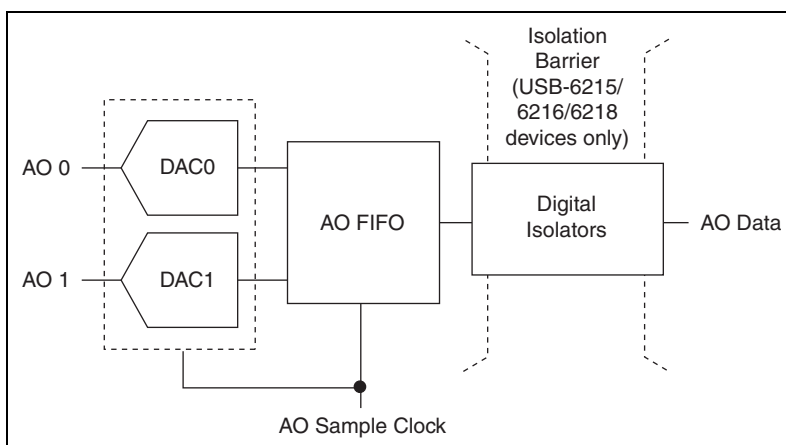 Isolation
Barrier
(USB-6215/
6216/6218
devices only)
AO 0
DAC0
AO FIFO
Digital
Isolators
AO Data
AO 1
DAC1
AO Sample Clock